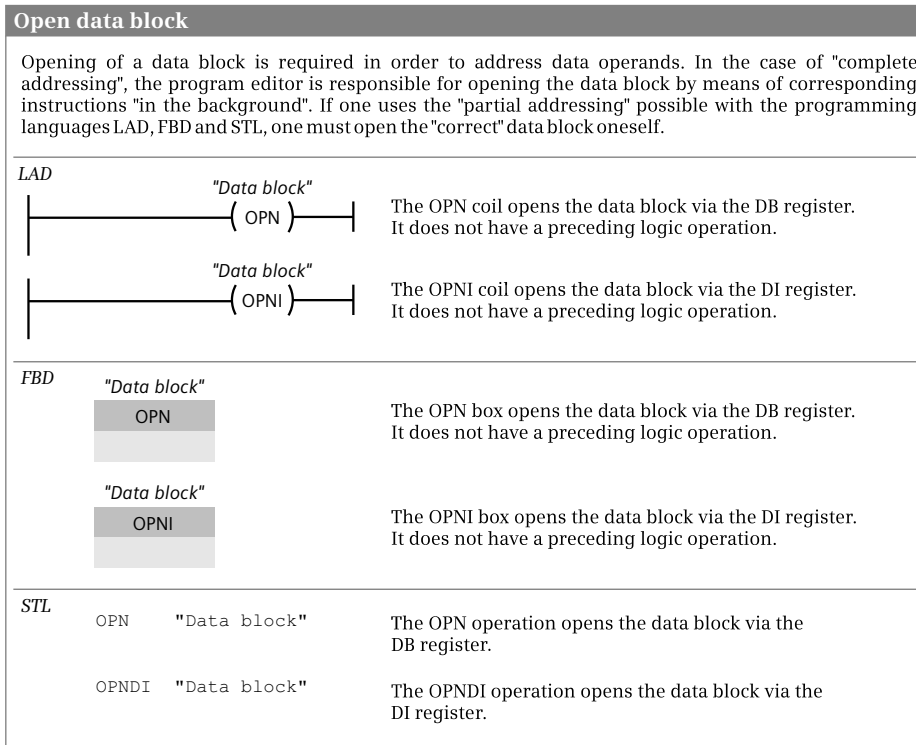 Open data block
Opening of a data block is required in order to address data operands. In the case of "complete
addressing", the program editor is responsible for opening the data block by means of corresponding
instructions "in the background". If one uses the "partial addressing" possible with the programming
languages LAD, FBD and STL, one must open the "correct" data block oneself.
LAD
"Data block"
OPN
The OPN coil opens the data block via the DB register.
It does not have a preceding logic operation.
"Data block"
OPNI
The OPNI coil opens the data block via the DI register.
It does not have a preceding logic operation.
FBD
"Data block"
OPN
The OPN box opens the data block via the DB register.
It does not have a preceding logic operation.
"Data block"
OPNI
The OPNI box opens the data block via the DI register.
It does not have a preceding logic operation.
STL
OPN "Data block"
The OPN operation opens the data block via the
DB register.
OPNDI "Data block"
The OPNDI operation opens the data block via the
DI register.